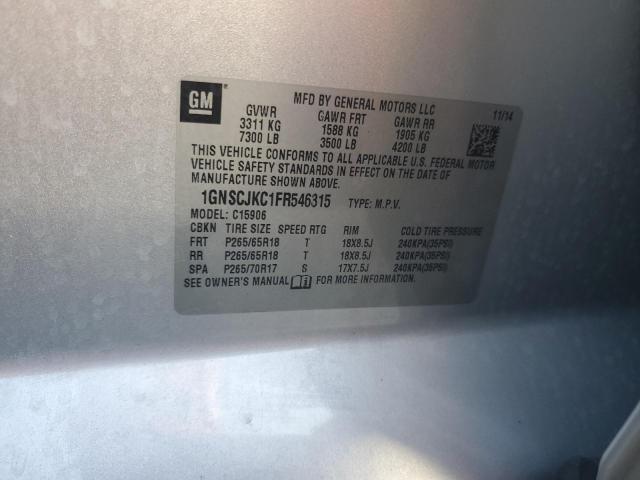 GM
MFD BY GENERAL MOTORS LLC 11/14
GVWR GAWR FRT GAWR RR
3311 KG 1588 KG 1905 KG
7300 LB 3500 LB 4200 LB
THIS VEHICLE CONFORMS TO ALL APPLICABLE U.S. FEDERAL MOTOR
VEHICLE SAFETY STANDARDS IN EFFECT ON THE DATE OF
MANUFACTURE SHOWN ABOVE.
1GNSCJKC1FR546315 TYPE: M.P.V.
MODEL: C15906
CBKN TIRE SIZE SPEED RTG RIM COLD TIRE PRESSURE
FRT P265/65R18 T 18X8.5J 240KPA(35PSI)
RR P265/65R18 T 18X8.5J 240KPA(35PSI)
SPA P265/70R17 S 17X7.5J 240KPA(35PSI)
SEE OWNER'S MANUAL FOR MORE INFORMATION.